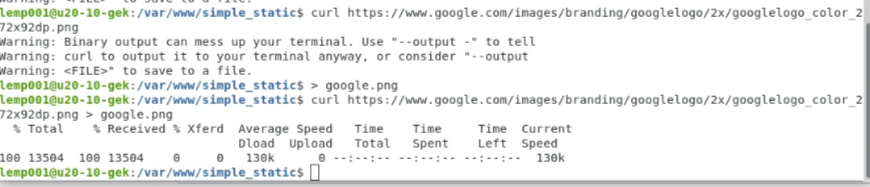 Warning: <FILE>" to save to a file.
lemp001@u20-10-gek:/var/www/simple_static$ curl https://www.google.com/images/branding/googlelogo/2x/googlelogo_color_2
72x92dp.png
Warning: Binary output can mess up your terminal. Use "--output -" to tell
Warning: curl to output it to your terminal anyway, or consider "--output
Warning: <FILE>" to save to a file.
lemp001@u20-10-gek:/var/www/simple_static$ > google.png
lemp001@u20-10-gek:/var/www/simple_static$ curl https://www.google.com/images/branding/googlelogo/2x/googlelogo_color_2
72x92dp.png > google.png
  % Total    % Received % Xferd  Average Speed   Time    Time     Time  Current
                                 Dload  Upload   Total   Spent    Left  Speed
100 13504  100 13504    0     0   130k      0 --:--:-- --:--:-- --:--:--  130k
lemp001@u20-10-gek:/var/www/simple_static$